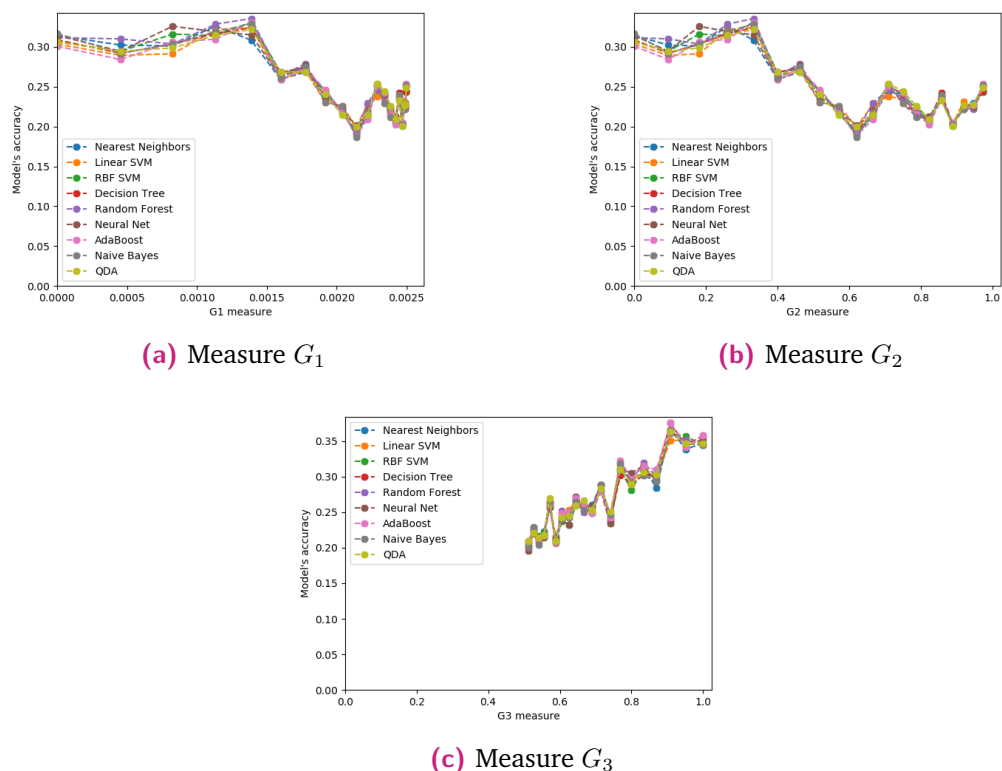 Model's accuracy
0.30
0.25
0.20
0.15
0.10
0.05
0.00
Nearest Neighbors
Linear SVM
RBF SVM
Decision Tree
Random Forest
Neural Net
AdaBoost
Naive Bayes
QDA
0.0000 0.0005 0.0010 0.0015 0.0020 0.0025
G1 measure
(a) Measure G₁
Model's accuracy
0.30
0.25
0.20
0.15
0.10
0.05
0.00
Nearest Neighbors
Linear SVM
RBF SVM
Decision Tree
Random Forest
Neural Net
AdaBoost
Naive Bayes
QDA
0.0 0.2 0.4 0.6 0.8 1.0
G2 measure
(b) Measure G₂
Model's accuracy
0.35
0.30
0.25
0.20
0.15
0.10
0.05
0.00
Nearest Neighbors
Linear SVM
RBF SVM
Decision Tree
Random Forest
Neural Net
AdaBoost
Naive Bayes
QDA
0.0 0.2 0.4 0.6 0.8 1.0
G3 measure
(c) Measure G₃